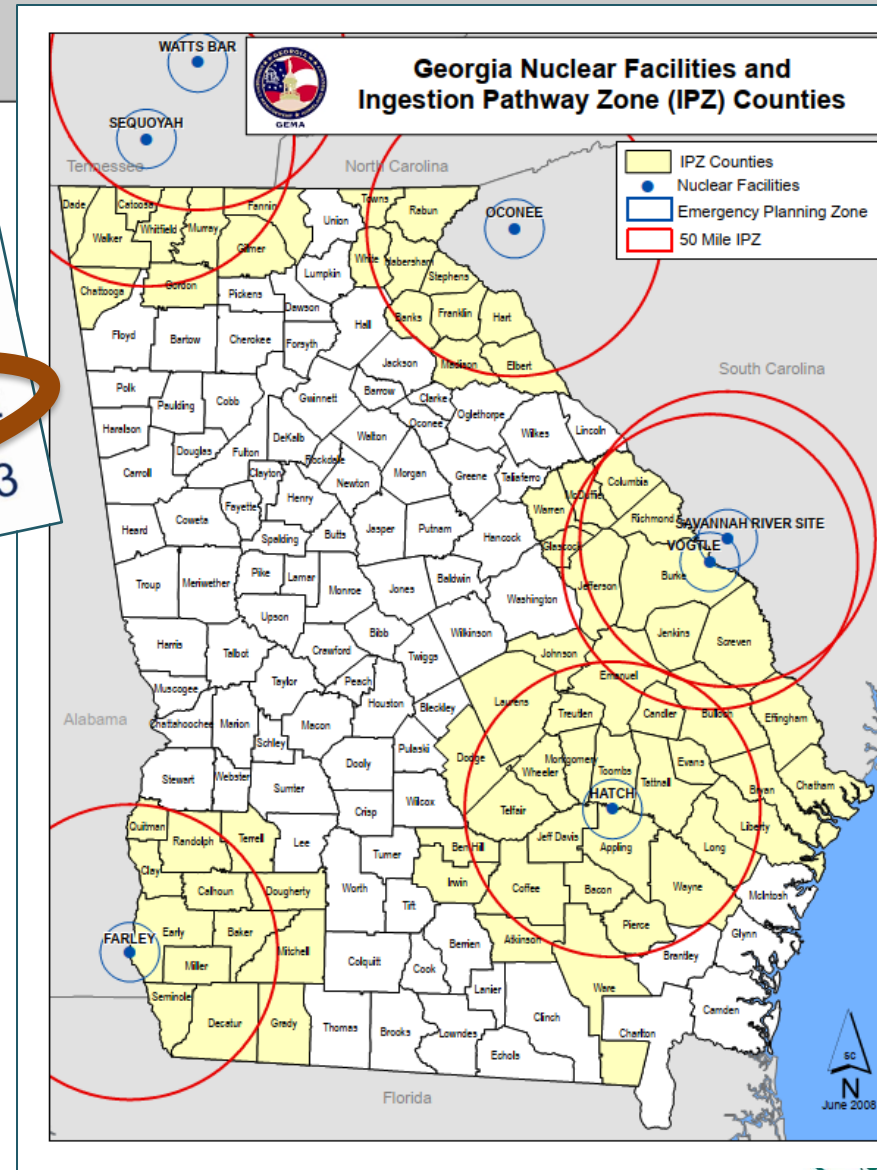 WATTS BAR
GEMA
Georgia Nuclear Facilities and
Ingestion Pathway Zone (IPZ) Counties
SEQUOYAH
IPZ Counties
Nuclear Facilities
Emergency Planning Zone
50 Mile IPZ
Tennessee
North Carolina
OCONEE
Dade
Catoosa
Fannin
Union
Towns
Rabun
Walker
Whitfield
Murray
Gilmer
White
Habersham
Stephens
Lumpkin
Chattooga
Gordon
Pickens
Dawson
Banks
Franklin
Hart
Floyd
Bartow
Cherokee
Forsyth
Hall
Jackson
Madison
Elbert
South Carolina
Polk
Paulding
Cobb
Gwinnett
Barrow
Clarke
Oconee
Oglethorpe
Wilkes
Lincoln
Haralson
Douglas
Fulton
DeKalb
Walton
Rockdale
Carroll
Clayton
Newton
Morgan
Greene
Taliaferro
3
Columbia
McDuffie
Warren
Richmond
SAVANNAH RIVER SITE
Heard
Coweta
Fayette
Henry
Spalding
Butts
Jasper
Putnam
Hancock
Glascock
VOGTLE
Troup
Meriwether
Pike
Lamar
Monroe
Jones
Baldwin
Washington
Jefferson
Burke
Upson
Harris
Talbot
Crawford
Bibb
Twiggs
Wilkinson
Johnson
Jenkins
Screven
Taylor
Peach
Emanuel
Muscogee
Houston
Bleckley
Laurens
Treutlen
Candler
Bulloch
Effingham
Alabama
Chattahoochee
Marion
Macon
Schley
Pulaski
Dodge
Montgomery
Evans
Stewart
Webster
Sumter
Dooly
Wheeler
Toombs
Tattnall
Bryan
Chatham
Crisp
Wilcox
Telfair
HATCH
Quitman
Randolph
Terrell
Lee
Turner
Ben Hill
Jeff Davis
Appling
Long
Liberty
Clay
Calhoun
Dougherty
Worth
Tift
Irwin
Coffee
Bacon
Wayne
McIntosh
FARLEY
Early
Baker
Mitchell
Colquitt
Berrien
Atkinson
Pierce
Brantley
Glynn
Miller
Cook
Lanier
Ware
Seminole
Decatur
Grady
Thomas
Brooks
Lowndes
Echols
Clinch
Charlton
Camden
SC
N
June 2008
Florida